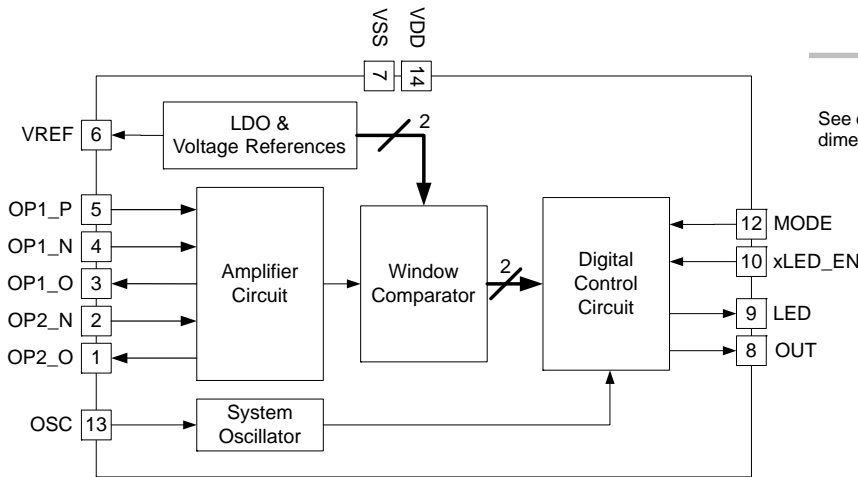 VSS
VDD
7
14
VREF
6
LDO &
Voltage References
2
See
dime
OP1_P
5
OP1_N
4
OP1_O
3
OP2_N
2
OP2_O
1
Amplifier
Circuit
Window
Comparator
2
Digital
Control
Circuit
12
MODE
10
xLED_EN
9
LED
8
OUT
OSC
13
System
Oscillator